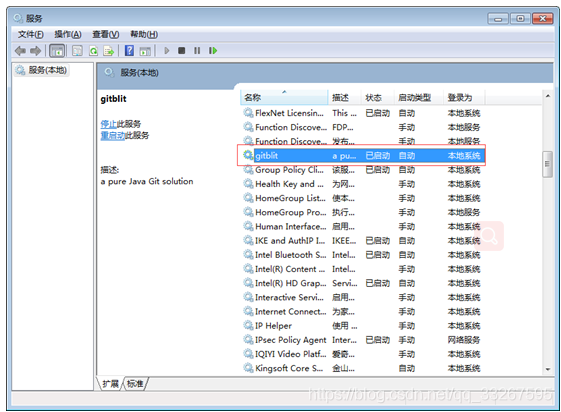 服务
文件(F) 操作(A) 查看(V) 帮助(H)
服务(本地)
服务(本地)
gitblit
停止此服务
重启动此服务
描述:
a pure Java Git solution
名称 描述 状态 启动类型 登录为
FlexNet Licensin... This ... 已启动 自动 本地系统
Function Discove... FDP... 手动 本地服务
Function Discove... 发布... 手动 本地服务
gitblit a pu... 已启动 自动 本地系统
Group Policy Cli... 该服... 已启动 自动 本地系统
Health Key and ... 为网... 手动 本地系统
HomeGroup List... 使本... 手动 本地系统
HomeGroup Pro... 执行... 手动 本地服务
Human Interface... 启用... 手动 本地系统
IKE and AuthIP I... IKEE... 已启动 自动 本地系统
Intel Bluetooth S... Intel... 已启动 自动 本地系统
Intel(R) Content ... Intel... 手动 本地系统
Intel(R) HD Grap... Servi... 已启动 自动 本地系统
Interactive Servi... 启用... 手动 本地系统
Internet Connect... 为家... 手动 本地系统
IP Helper 使用 ... 手动 本地系统
IPsec Policy Agent Inter... 已启动 手动 网络服务
IQIYI Video Platf... 爱奇... 手动 本地系统
Kingsoft Core S... 金山... 自动 本地系统
扩展 标准
https://blog.csdn.net/qq_33267595